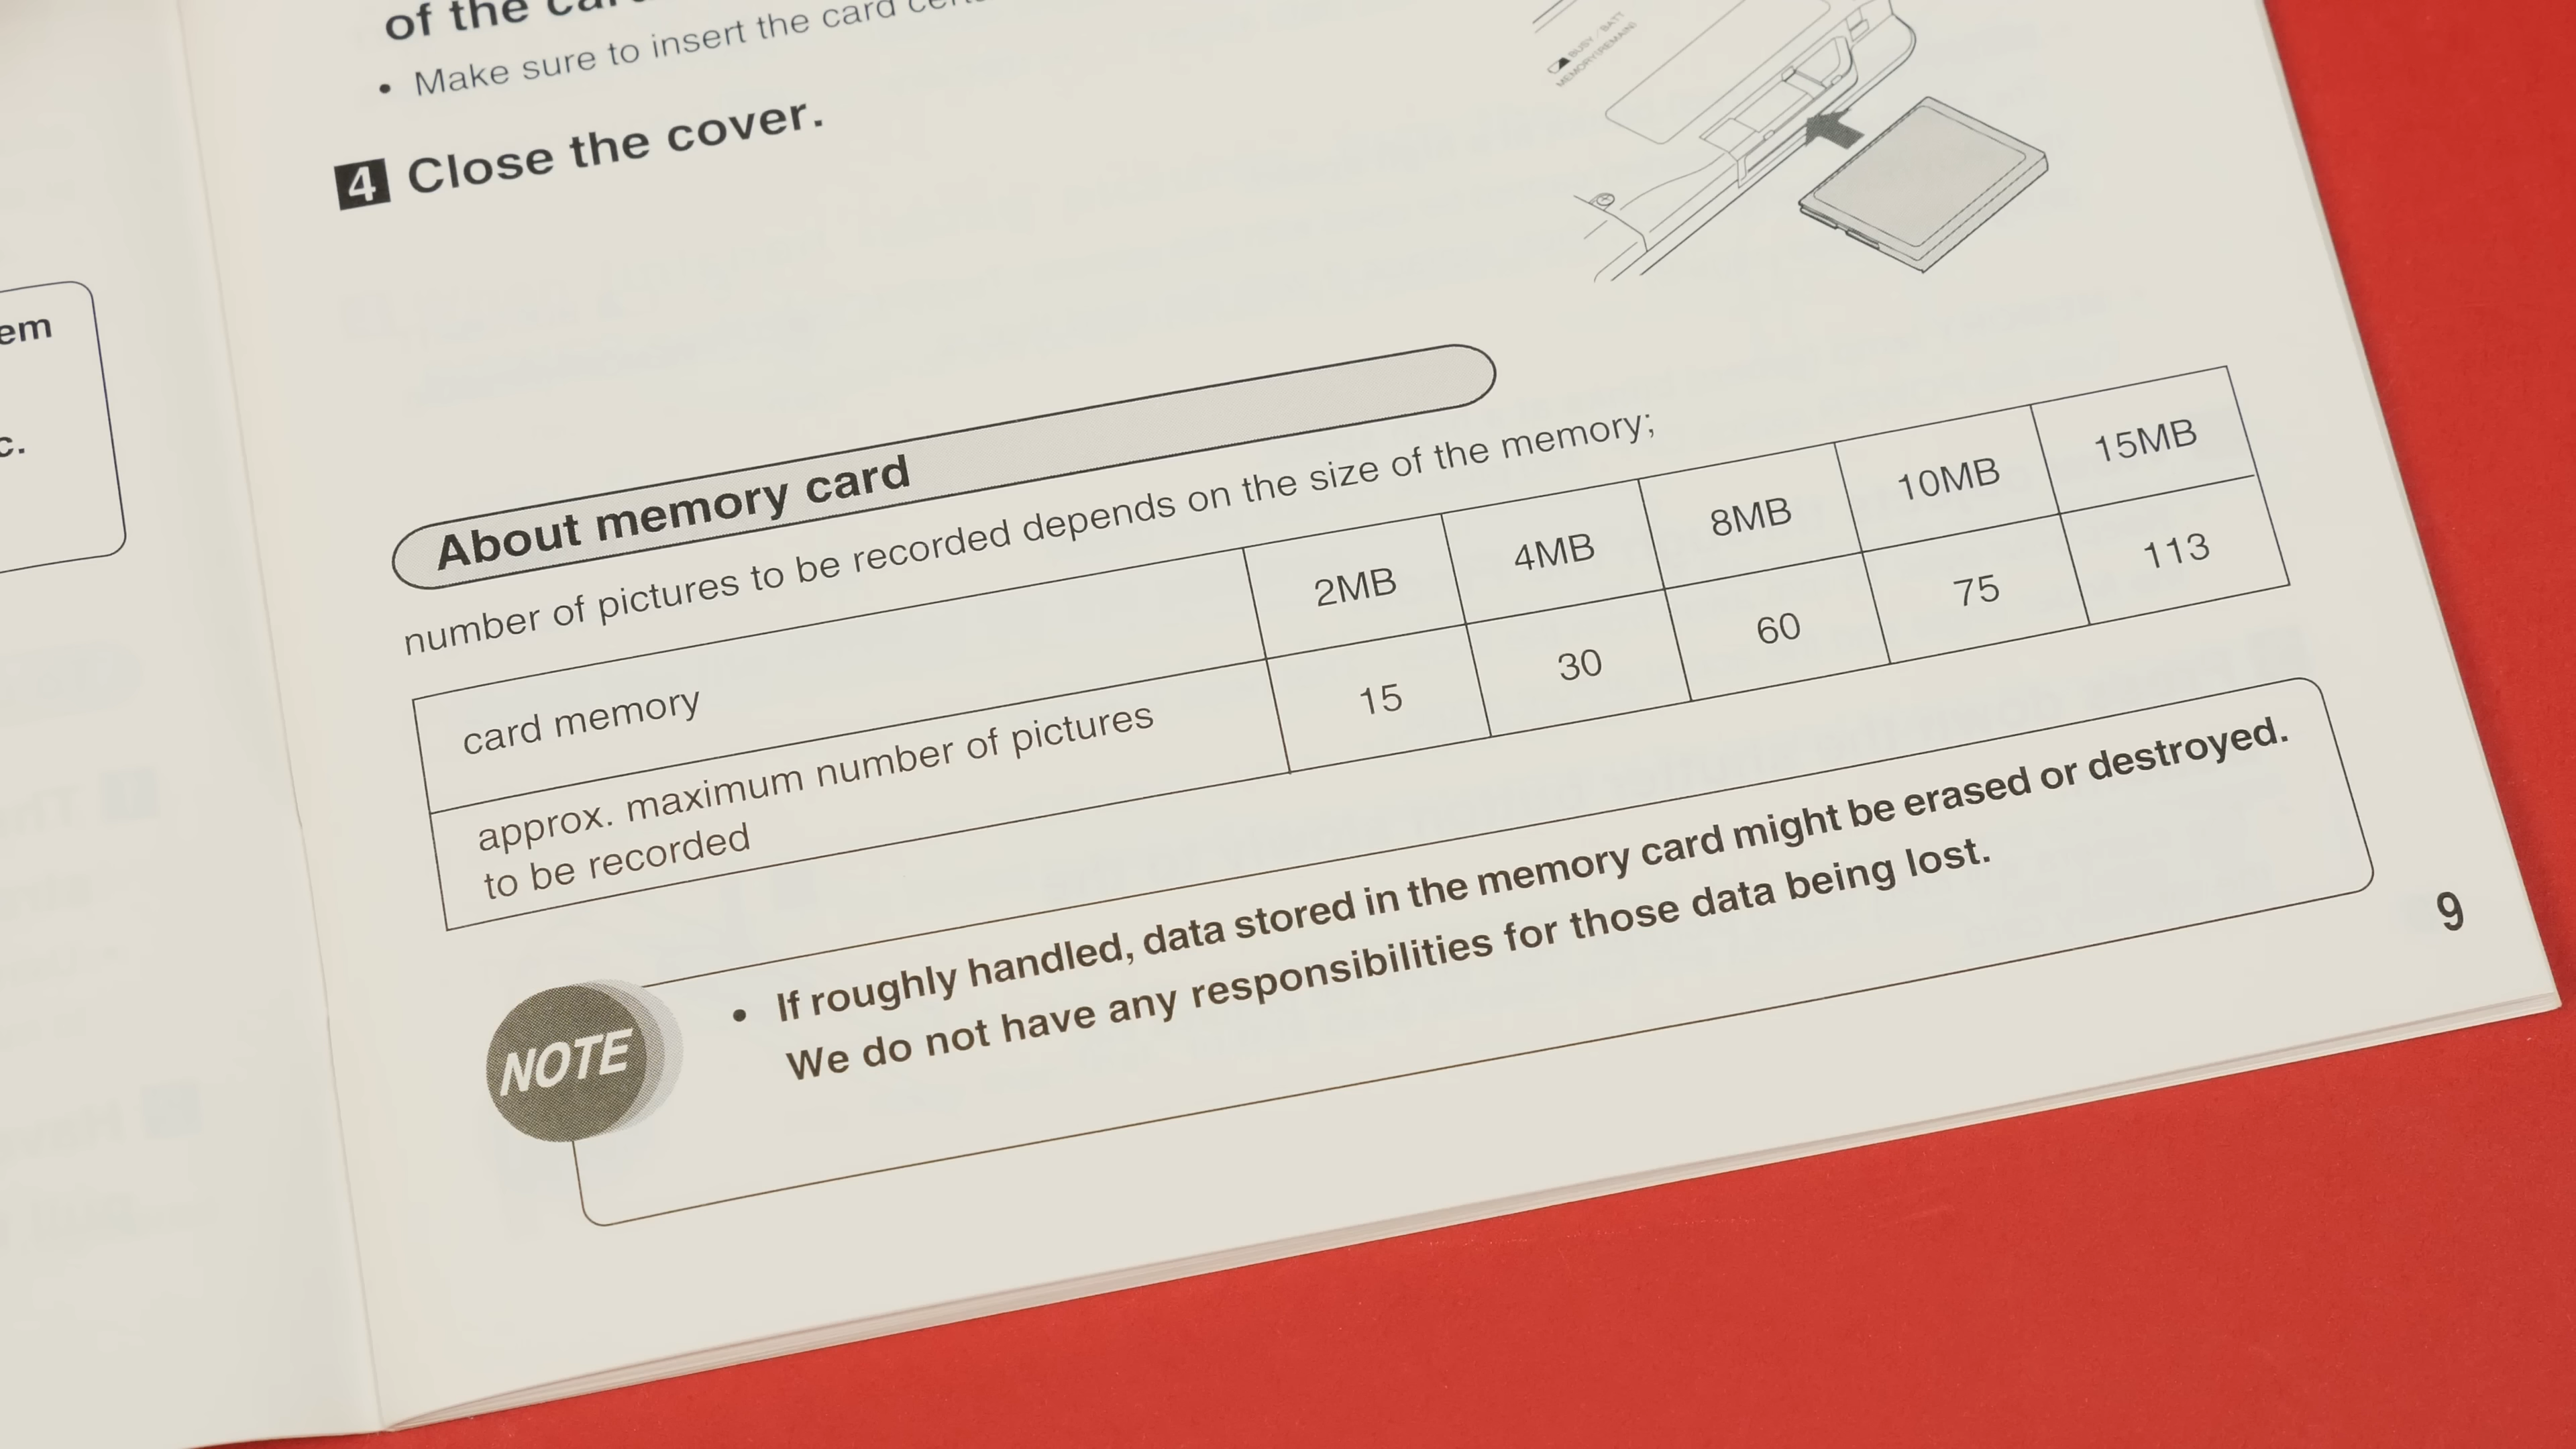 em
c.
of the
Make sure to insert the card
BUSY / BATT
MEMORY(REMAIN)
4 Close the cover.
About memory card
number of pictures to be recorded depends on the size of the memory;
card memory 2MB 4MB 8MB 10MB 15MB
approx. maximum number of pictures 15 30 60 75 113
to be recorded
NOTE
• If roughly handled, data stored in the memory card might be erased or destroyed.
We do not have any responsibilities for those data being lost.
9